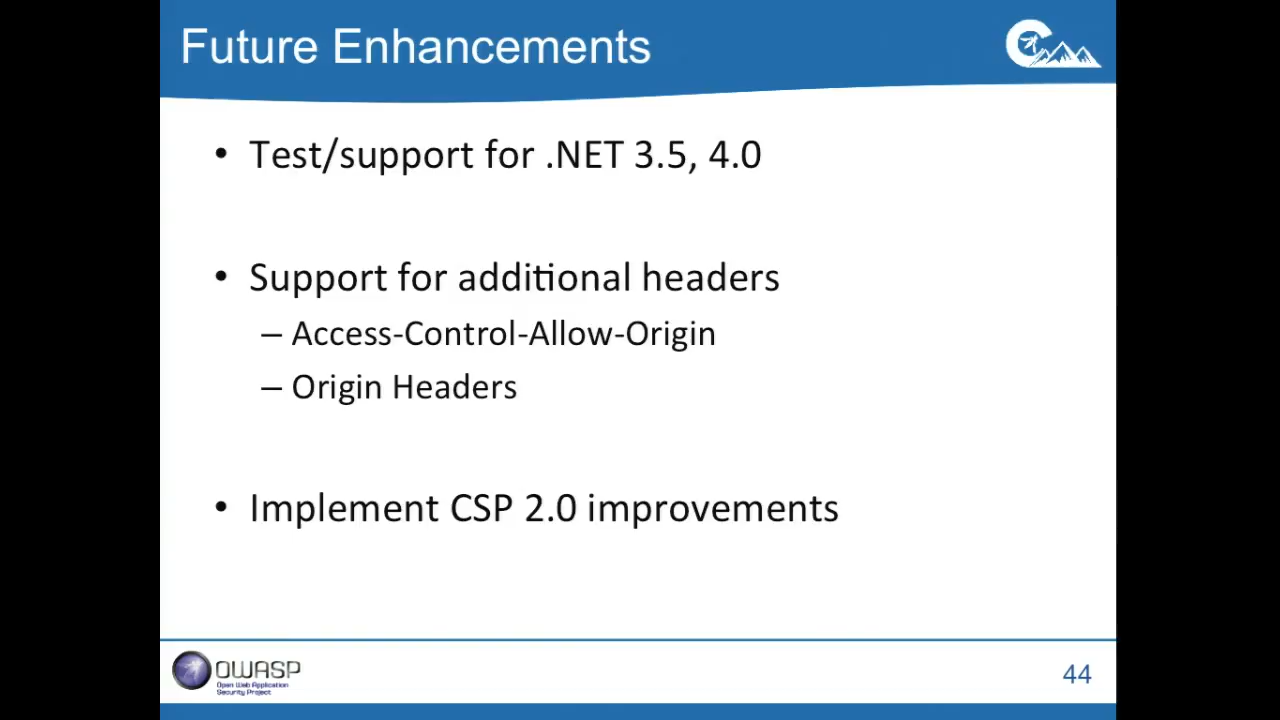 Future Enhancements
• Test/support for .NET 3.5, 4.0
• Support for additional headers
– Access-Control-Allow-Origin
– Origin Headers
• Implement CSP 2.0 improvements
OWASP
Open Web Application
Security Project
44